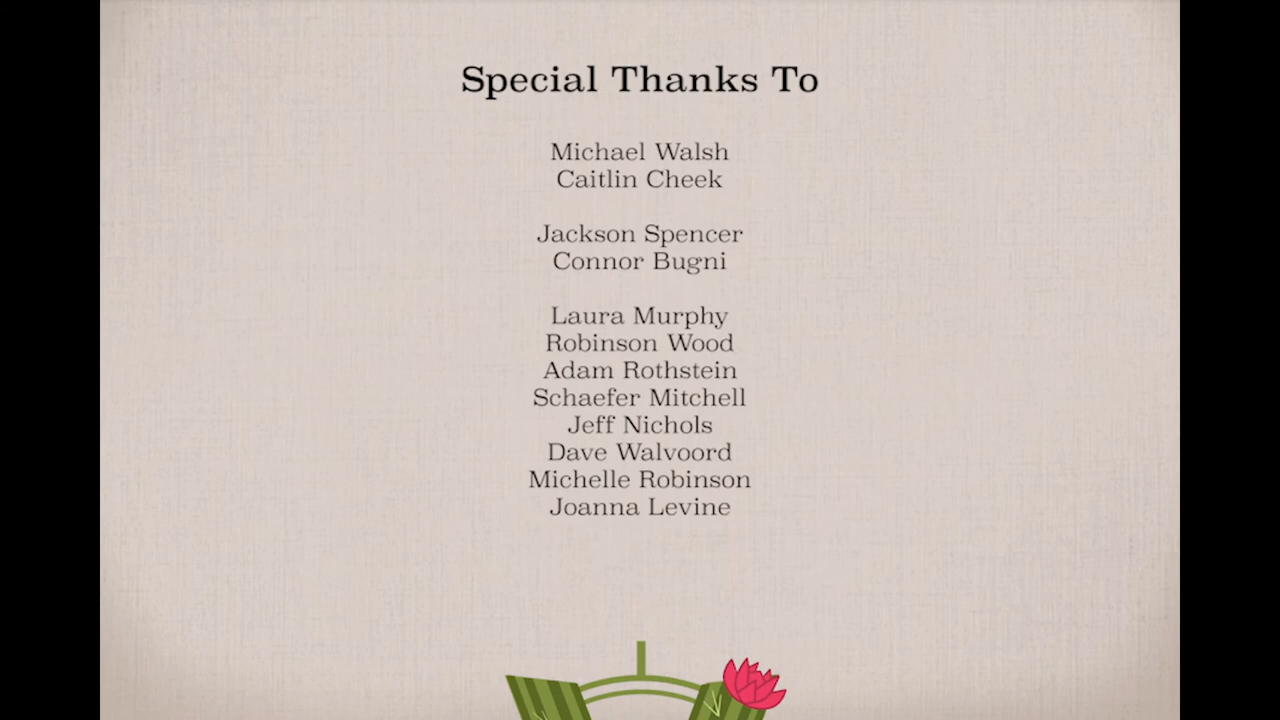 Special Thanks To
Michael Walsh
Caitlin Cheek
Jackson Spencer
Connor Bugni
Laura Murphy
Robinson Wood
Adam Rothstein
Schaefer Mitchell
Jeff Nichols
Dave Walvoord
Michelle Robinson
Joanna Levine